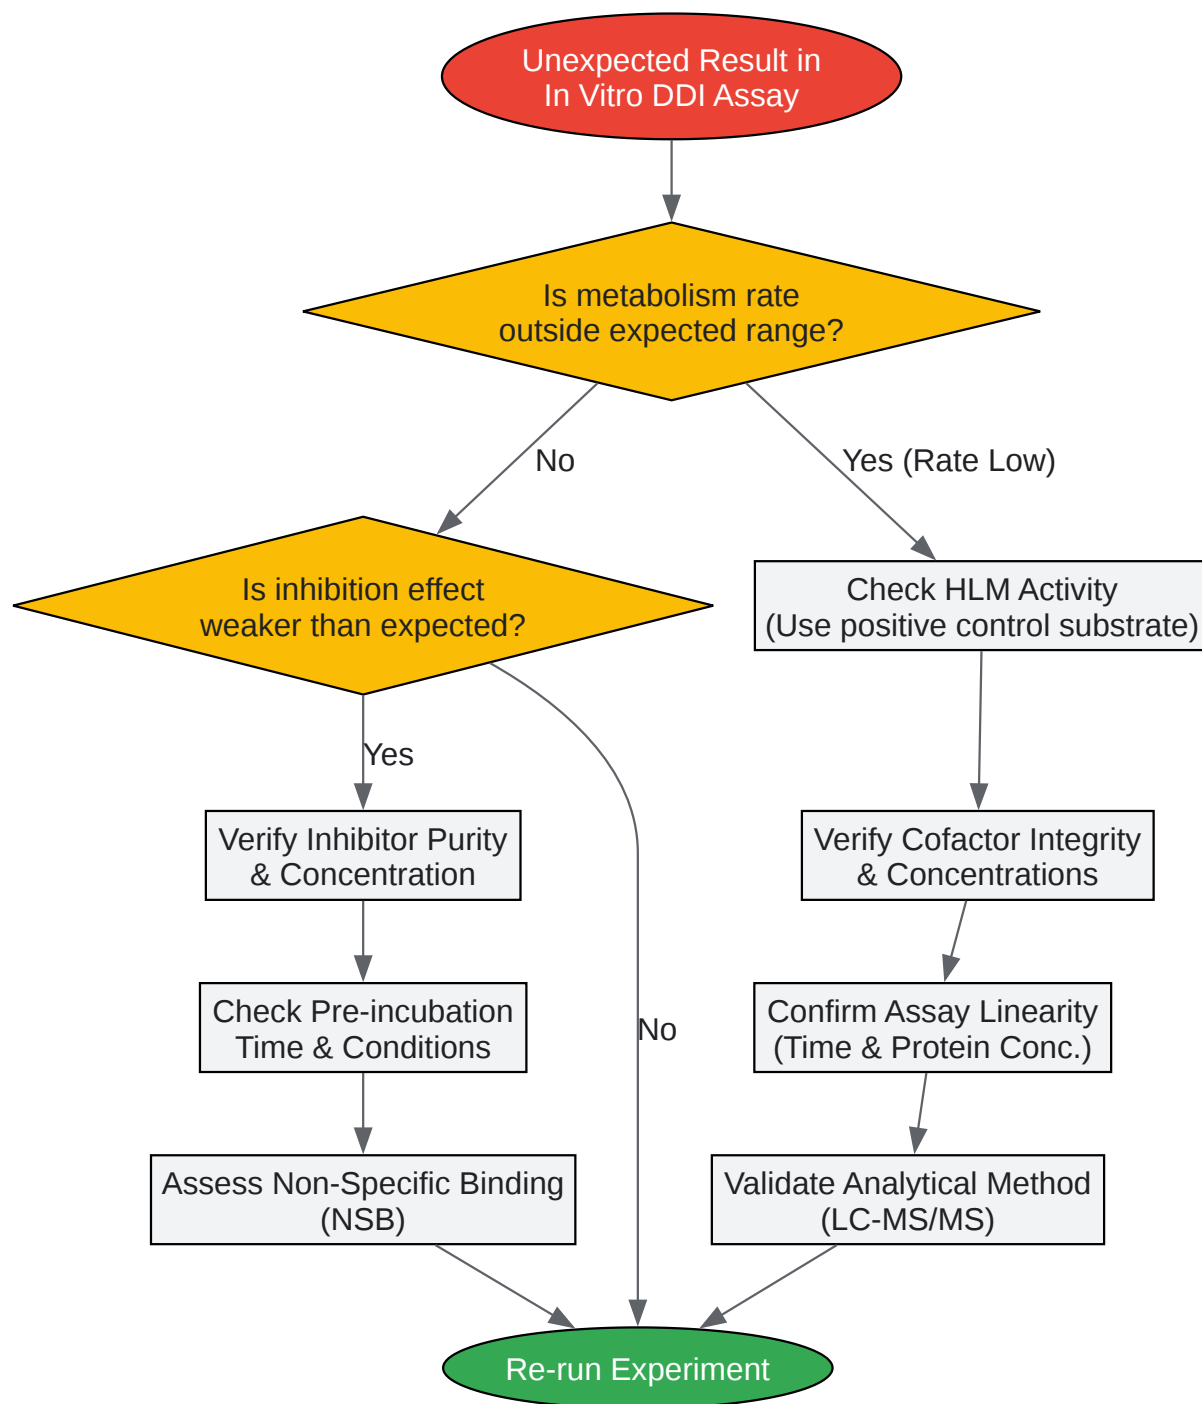 Unexpected Result in
In Vitro DDI Assay
Is metabolism rate
outside expected range?
No
Yes (Rate Low)
Is inhibition effect
weaker than expected?
Check HLM Activity
(Use positive control substrate)
Yes
Verify Inhibitor Purity
& Concentration
Verify Cofactor Integrity
& Concentrations
Check Pre-incubation
Time & Conditions
No
Confirm Assay Linearity
(Time & Protein Conc.)
Assess Non-Specific Binding
(NSB)
Validate Analytical Method
(LC-MS/MS)
Re-run Experiment